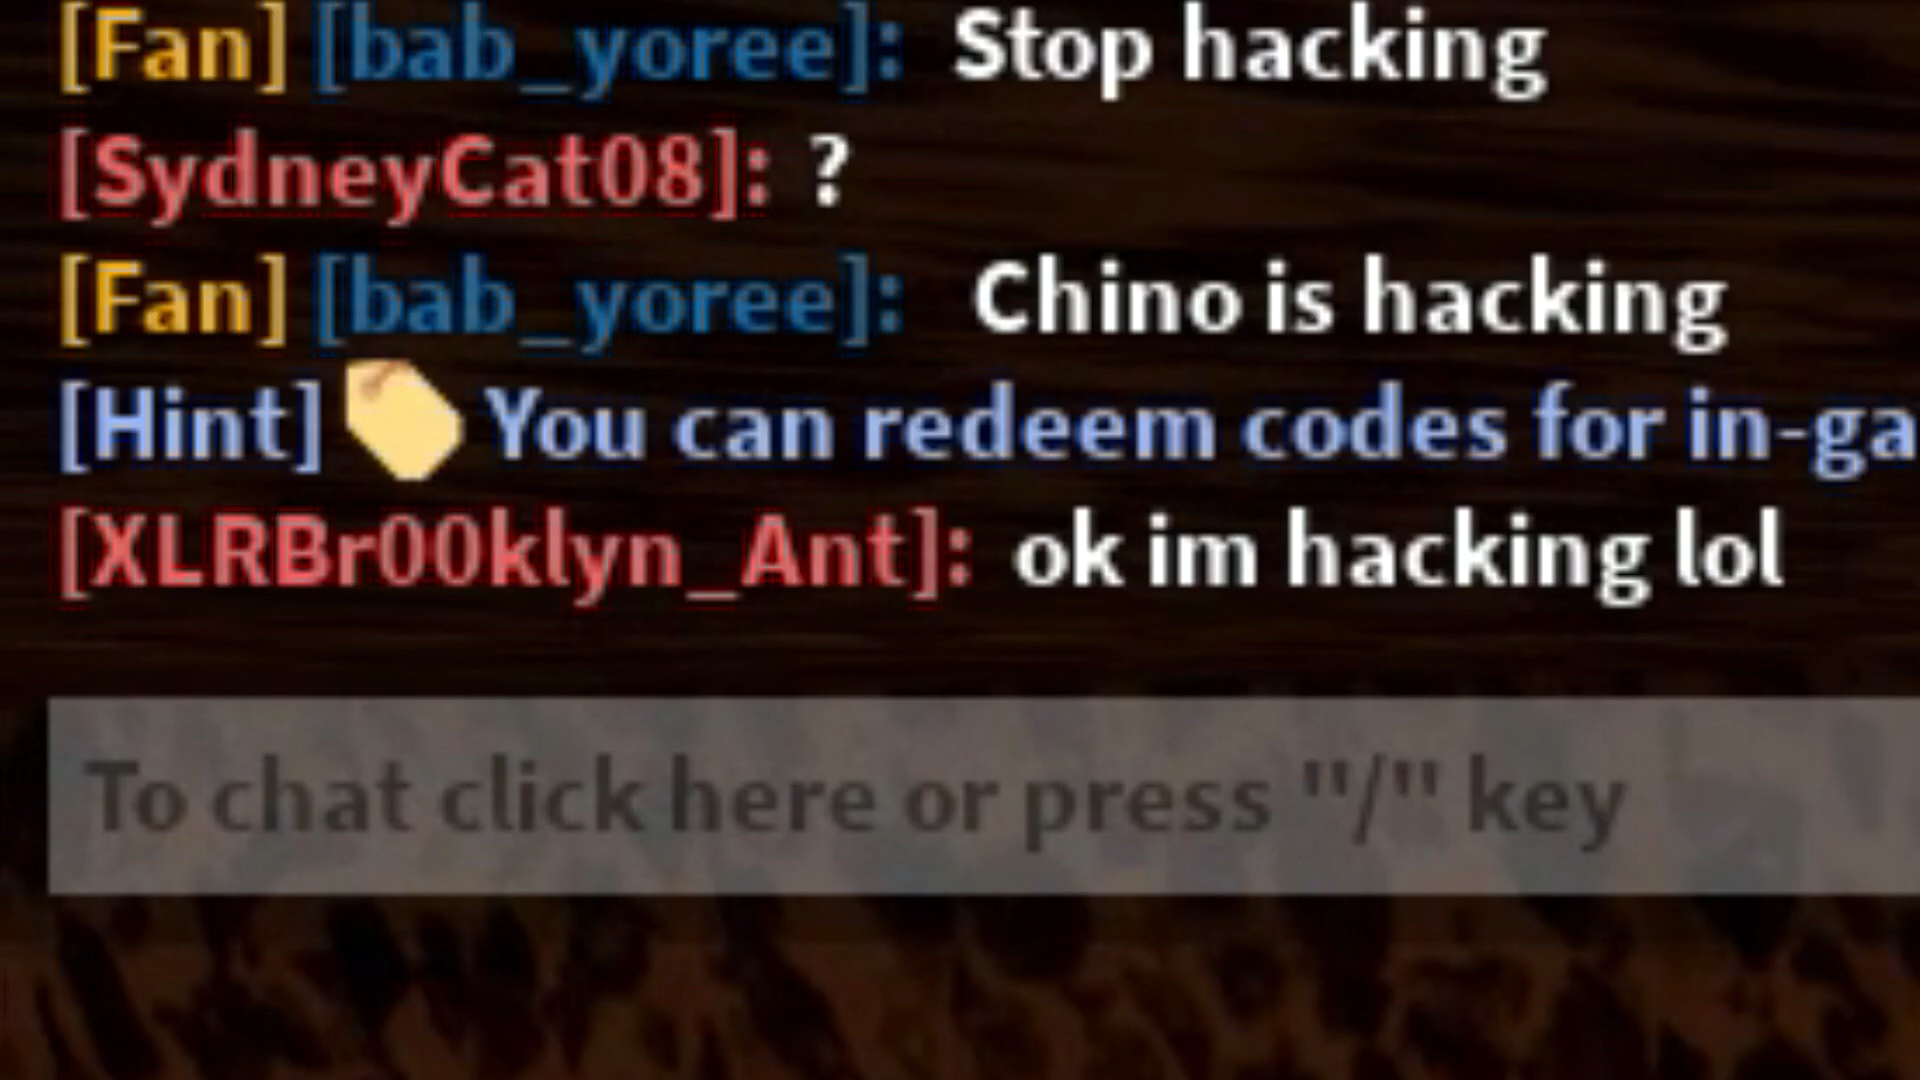 [Fan] [bab_yoree]: Stop hacking
[SydneyCat08]: ?
[Fan] [bab_yoree]: Chino is hacking
[Hint] You can redeem codes for in-ga
[XLRBr00klyn_Ant]: ok im hacking lol
To chat click here or press "/" key